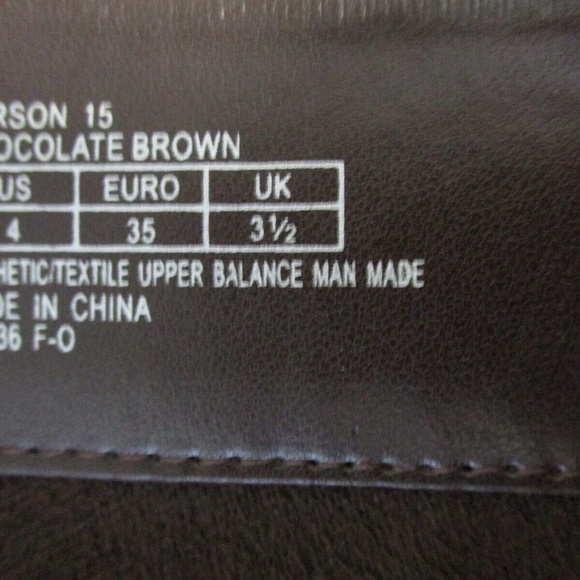 RSON 15
OCOLATE BROWN
US EURO UK
4 35 3½
HETIC/TEXTILE UPPER BALANCE MAN MADE
DE IN CHINA
36 F-O